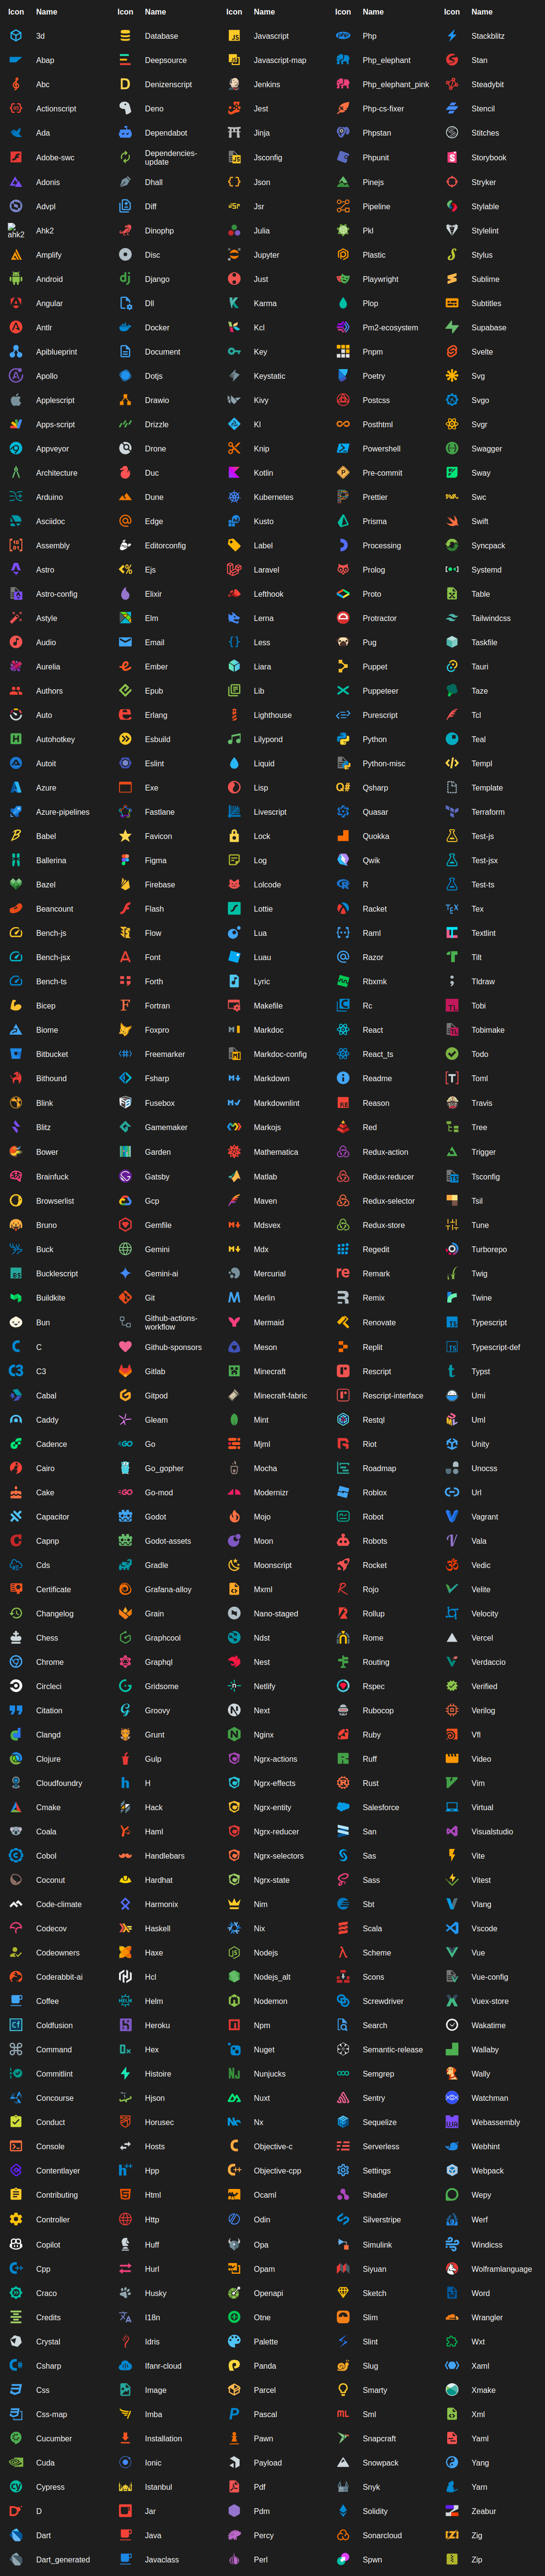 Icon Name
3d
Abap
Abc
Actionscript
Ada
Adobe-swc
Adonis
Advpl
ahk2 Ahk2
Amplify
Android
Angular
Antlr
Apiblueprint
Apollo
Applescript
Apps-script
Appveyor
Architecture
Arduino
Asciidoc
Assembly
Astro
Astro-config
Astyle
Audio
Aurelia
Authors
Auto
Autohotkey
Autoit
Azure
Azure-pipelines
Babel
Ballerina
Bazel
Beancount
Bench-js
Bench-jsx
Bench-ts
Bicep
Biome
Bitbucket
Bithound
Blink
Blitz
Bower
Brainfuck
Browserlist
Bruno
Buck
Bucklescript
Buildkite
Bun
C
C3
Cabal
Caddy
Cadence
Cairo
Cake
Capacitor
Capnp
Cds
Certificate
Changelog
Chess
Chrome
Circleci
Citation
Clangd
Clojure
Cloudfoundry
Cmake
Coala
Cobol
Coconut
Code-climate
Codecov
Codeowners
Coderabbit-ai
Coffee
Coldfusion
Command
Commitlint
Concourse
Conduct
Console
Contentlayer
Contributing
Controller
Copilot
Cpp
Craco
Credits
Crystal
Csharp
Css
Css-map
Cucumber
Cuda
Cypress
D
Dart
Dart_generated
Icon Name
Database
Deepsource
Denizenscript
Deno
Dependabot
Dependencies-
update
Dhall
Diff
Dinophp
Disc
Django
Dll
Docker
Document
Dotjs
Drawio
Drizzle
Drone
Duc
Dune
Edge
Editorconfig
Ejs
Elixir
Elm
Email
Ember
Epub
Erlang
Esbuild
Eslint
Exe
Fastlane
Favicon
Figma
Firebase
Flash
Flow
Font
Forth
Fortran
Foxpro
Freemarker
Fsharp
Fusebox
Gamemaker
Garden
Gatsby
Gcp
Gemfile
Gemini
Gemini-ai
Git
Github-actions-
workflow
Github-sponsors
Gitlab
Gitpod
Gleam
Go
Go_gopher
Go-mod
Godot
Godot-assets
Gradle
Grafana-alloy
Grain
Graphcool
Graphql
Gridsome
Groovy
Grunt
Gulp
H
Hack
Haml
Handlebars
Hardhat
Harmonix
Haskell
Haxe
Hcl
Helm
Heroku
Hex
Histoire
Hjson
Horusec
Hosts
Hpp
Html
Http
Huff
Hurl
Husky
I18n
Idris
Ifanr-cloud
Image
Imba
Installation
Ionic
Istanbul
Jar
Java
Javaclass
Icon Name
Javascript
Javascript-map
Jenkins
Jest
Jinja
Jsconfig
Json
Jsr
Julia
Jupyter
Just
Karma
Kcl
Key
Keystatic
Kivy
Kl
Knip
Kotlin
Kubernetes
Kusto
Label
Laravel
Lefthook
Lerna
Less
Liara
Lib
Lighthouse
Lilypond
Liquid
Lisp
Livescript
Lock
Log
Lolcode
Lottie
Lua
Luau
Lyric
Makefile
Markdoc
Markdoc-config
Markdown
Markdownlint
Markojs
Mathematica
Matlab
Maven
Mdsvex
Mdx
Mercurial
Merlin
Mermaid
Meson
Minecraft
Minecraft-fabric
Mint
Mjml
Mocha
Modernizr
Mojo
Moon
Moonscript
Mxml
Nano-staged
Ndst
Nest
Netlify
Next
Nginx
Ngrx-actions
Ngrx-effects
Ngrx-entity
Ngrx-reducer
Ngrx-selectors
Ngrx-state
Nim
Nix
Nodejs
Nodejs_alt
Nodemon
Npm
Nuget
Nunjucks
Nuxt
Nx
Objective-c
Objective-cpp
Ocaml
Odin
Opa
Opam
Openapi
Otne
Palette
Panda
Parcel
Pascal
Pawn
Payload
Pdf
Pdm
Percy
Perl
Icon Name
Php
Php_elephant
Php_elephant_pink
Php-cs-fixer
Phpstan
Phpunit
Pinejs
Pipeline
Pkl
Plastic
Playwright
Plop
Pm2-ecosystem
Pnpm
Poetry
Postcss
Posthtml
Powershell
Pre-commit
Prettier
Prisma
Processing
Prolog
Proto
Protractor
Pug
Puppet
Puppeteer
Purescript
Python
Python-misc
Qsharp
Quasar
Quokka
Qwik
R
Racket
Raml
Razor
Rbxmk
Rc
React
React_ts
Readme
Reason
Red
Redux-action
Redux-reducer
Redux-selector
Redux-store
Regedit
Remark
Remix
Renovate
Replit
Rescript
Rescript-interface
Restql
Riot
Roadmap
Roblox
Robot
Robots
Rocket
Rojo
Rollup
Rome
Routing
Rspec
Rubocop
Ruby
Ruff
Rust
Salesforce
San
Sas
Sass
Sbt
Scala
Scheme
Scons
Screwdriver
Search
Semantic-release
Semgrep
Sentry
Sequelize
Serverless
Settings
Shader
Silverstripe
Simulink
Siyuan
Sketch
Slim
Slint
Slug
Smarty
Sml
Snapcraft
Snowpack
Snyk
Solidity
Sonarcloud
Spwn
Icon Name
Stackblitz
Stan
Steadybit
Stencil
Stitches
Storybook
Stryker
Stylable
Stylelint
Stylus
Sublime
Subtitles
Supabase
Svelte
Svg
Svgo
Svgr
Swagger
Sway
Swc
Swift
Syncpack
Systemd
Table
Tailwindcss
Taskfile
Tauri
Taze
Tcl
Teal
Templ
Template
Terraform
Test-js
Test-jsx
Test-ts
Tex
Textlint
Tilt
Tldraw
Tobi
Tobimake
Todo
Toml
Travis
Tree
Trigger
Tsconfig
Tsil
Tune
Turborepo
Twig
Twine
Typescript
Typescript-def
Typst
Umi
Uml
Unity
Unocss
Url
Vagrant
Vala
Vedic
Velite
Velocity
Vercel
Verdaccio
Verified
Verilog
Vfl
Video
Vim
Virtual
Visualstudio
Vite
Vitest
Vlang
Vscode
Vue
Vue-config
Vuex-store
Wakatime
Wallaby
Wally
Watchman
Webassembly
Webhint
Webpack
Wepy
Werf
Windicss
Wolframlanguage
Word
Wrangler
Wxt
Xaml
Xmake
Xml
Yaml
Yang
Yarn
Zeabur
Zig
Zip